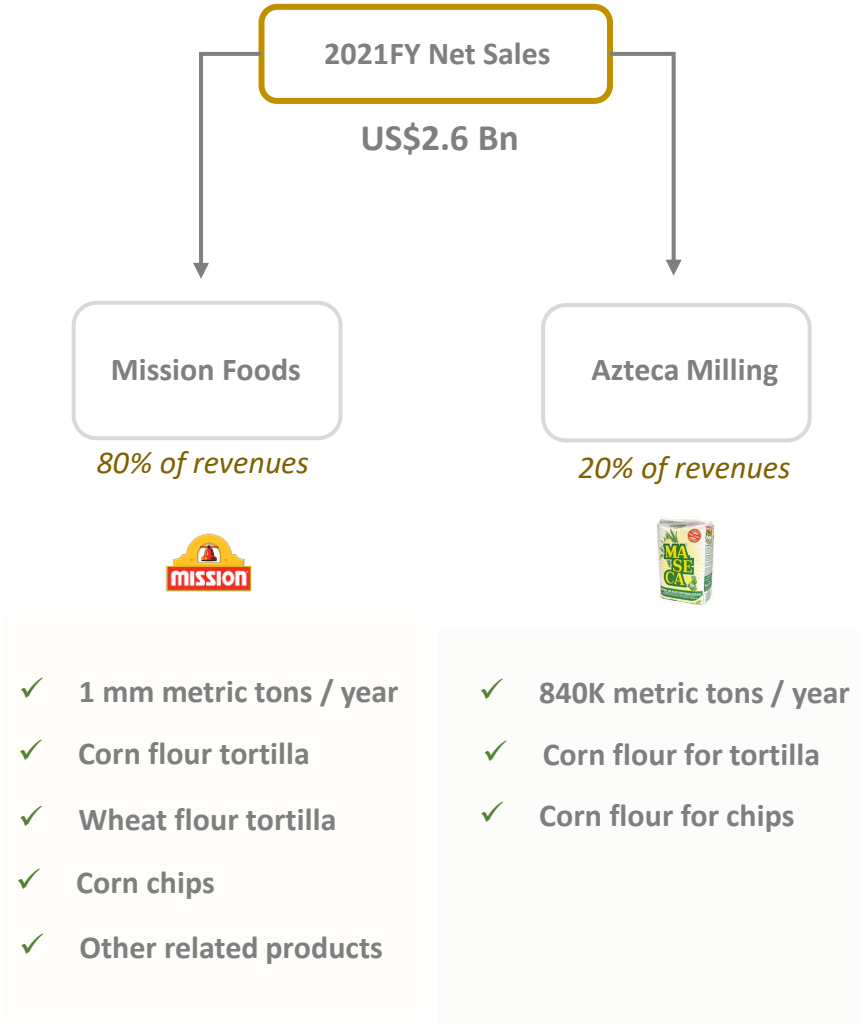 2021FY Net Sales
US$2.6 Bn
Mission Foods
80% of revenues
MISSION
1 mm metric tons / year
Corn flour tortilla
Wheat flour tortilla
Corn chips
Other related products
Azteca Milling
20% of revenues
MA
SE
CA
840K metric tons / year
Corn flour for tortilla
Corn flour for chips